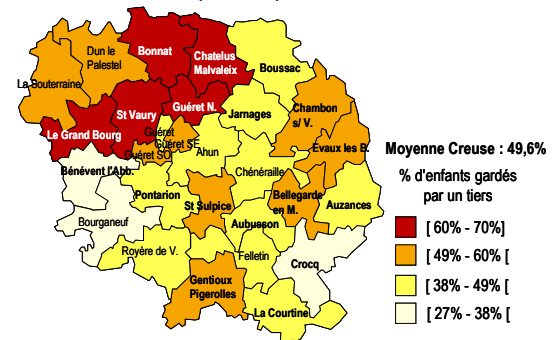 Dun le
Palestel
Bonnat
Chatelus
Malvaleix
Boussac
La Souterraine
Guéret N.
Chambon
s/ V.
St Vaury
Jarnages
Le Grand Bourg
Guéret
Guéret SE
Evaux les B.
Guéret SO
Ahun
Bénévent l'Abb.
Chénéraille
Pontarion
Bellegarde
en M.
Auzances
St Sulpice
Bourganeuf
Aubusson
Royère de V.
Felletin
Crocq
Gentioux
Pigerolles
La Courtine
Moyenne Creuse : 49,6%
% d'enfants gardés
par un tiers
[ 60% - 70%]
[ 49% - 60% [
[ 38% - 49% [
[ 27% - 38% [